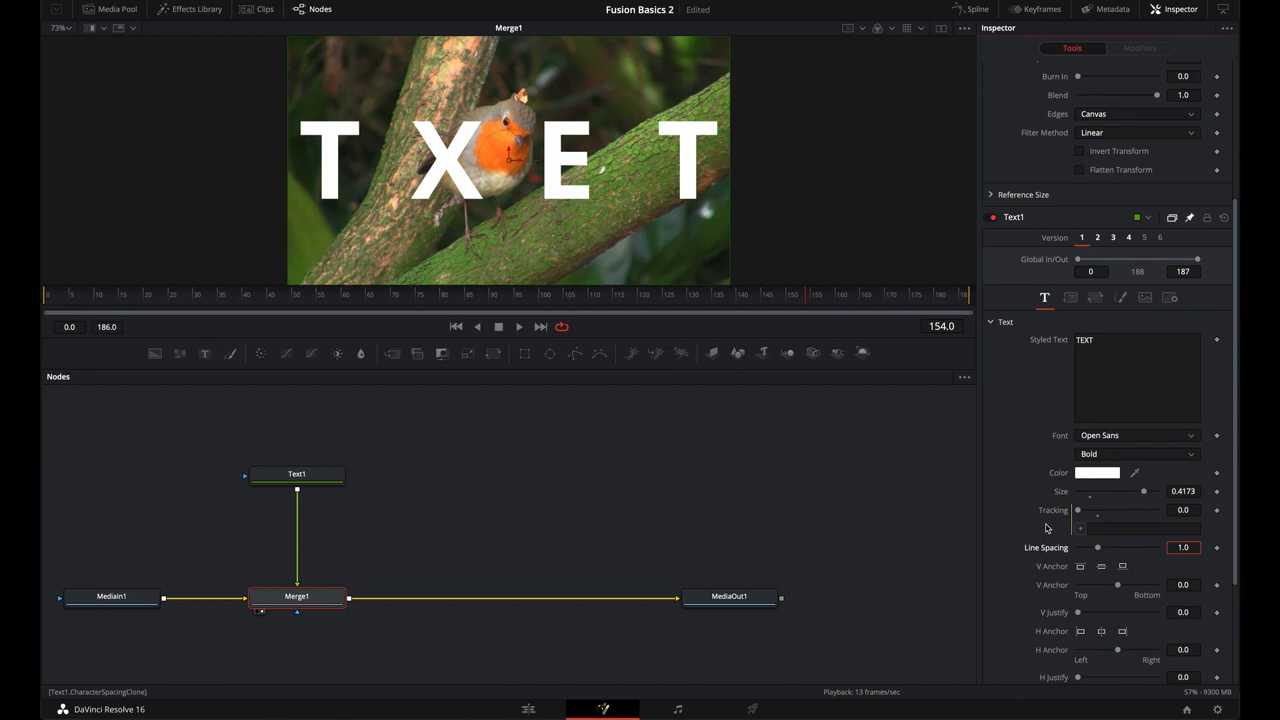 Media Pool Effects Library Clips Nodes Fusion Basics 2 Edited Spline Keyframes Metadata Inspector
73% Merge1 Inspector
Tools Modifiers
Burn In 0.0
Blend 1.0
Edges Canvas
Filter Method Linear
Invert Transform
Flatten Transform
Reference Size
T X E T
Text1
Version 1 2 3 4 5 6
Global In/Out
0 188 187
T
Text
Styled Text TEXT
0 5 10 15 20 25 30 35 40 45 50 55 60 65 70 75 80 85 90 95 100 105 110 115 120 125 130 135 140 145 150 155 160 165 170 175 180
0.0 186.0 154.0
Nodes
Font Open Sans
Bold
Color
Size 0.4173
Tracking 0.0
Line Spacing 1.0
V Anchor
V Anchor 0.0
Top Bottom
V Justify 0.0
H Anchor
H Anchor 0.0
Left Right
H Justify 0.0
Text1
MediaIn1 Merge1 MediaOut1
[Text1.CharacterSpacingClone] Playback: 13 frames/sec 57% - 9300 MB
DaVinci Resolve 16